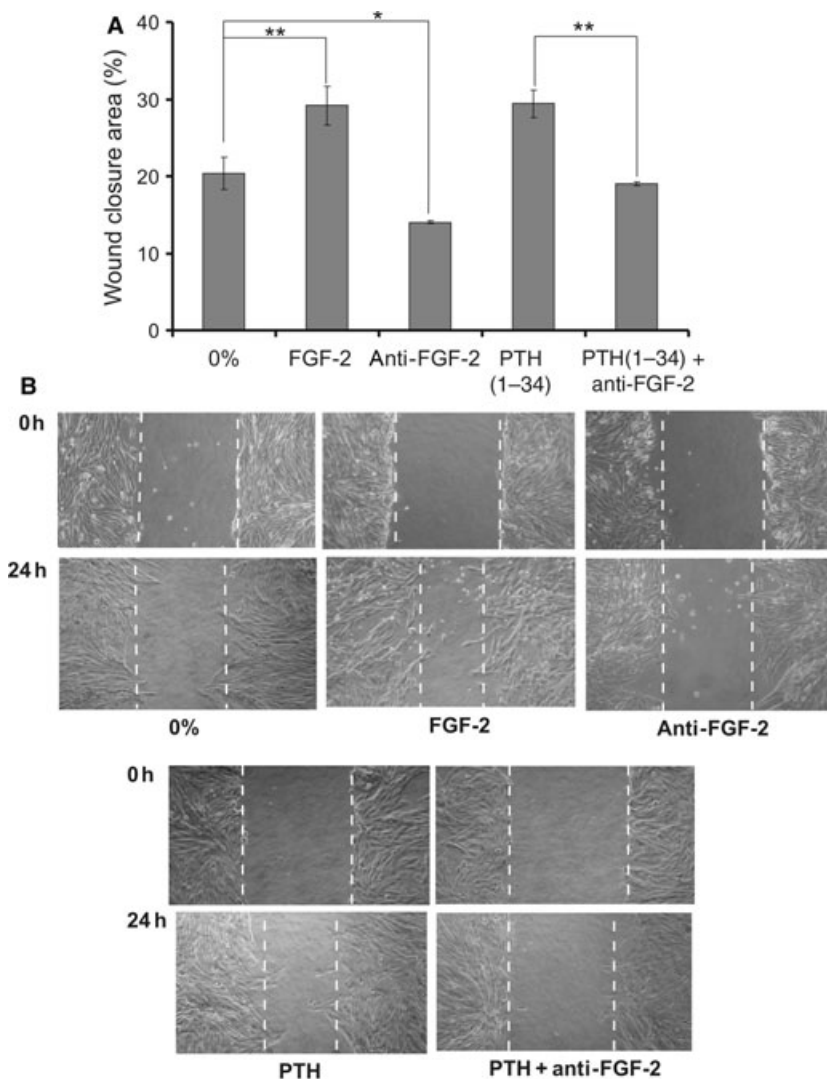 A
Wound closure area (%)
40
30
20
10
0
**
*
**
0%
FGF-2
Anti-FGF-2
PTH
(1–34)
PTH(1–34) +
anti-FGF-2
B
0 h
24 h
0%
FGF-2
Anti-FGF-2
0 h
24 h
PTH
PTH + anti-FGF-2